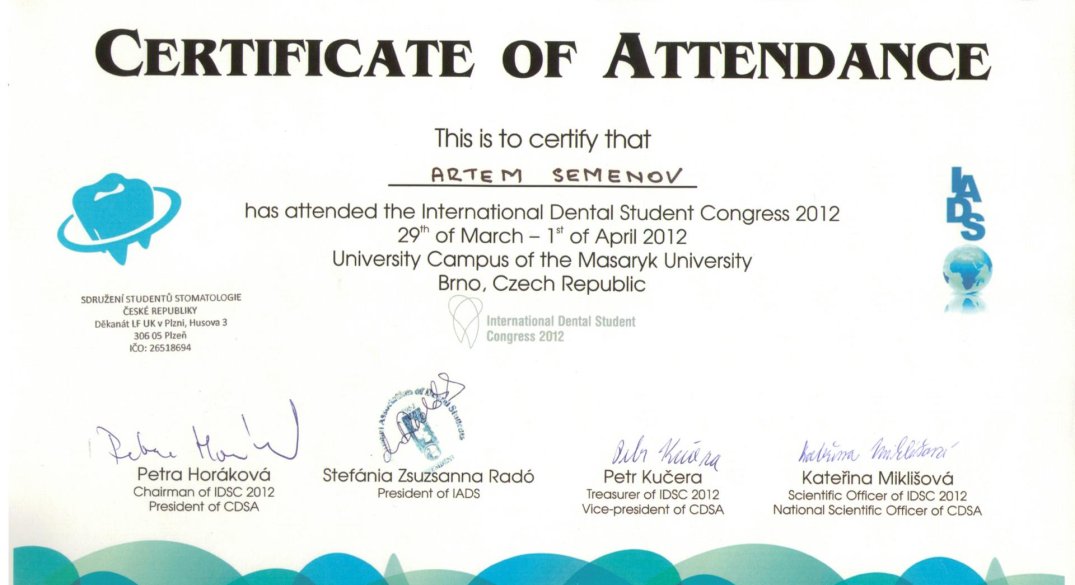 CERTIFICATE OF ATTENDANCE
This is to certify that
ARTEM SEMENOV
has attended the International Dental Student Congress 2012
29th of March – 1st of April 2012
University Campus of the Masaryk University
Brno, Czech Republic
IADS
SDRUŽENÍ STUDENTŮ STOMATOLOGIE
ČESKÉ REPUBLIKY
Děkanát LF UK v Plzni, Husova 3
306 05 Plzeň
IČO: 26518694
International Dental Student
Congress 2012
Petra Horáková
Chairman of IDSC 2012
President of CDSA
Stefánia Zsuzsanna Radó
President of IADS
Petr Kučera
Petr Kučera
Treasurer of IDSC 2012
Vice-president of CDSA
Kateřina Miklišová
Kateřina Miklišová
Scientific Officer of IDSC 2012
National Scientific Officer of CDSA